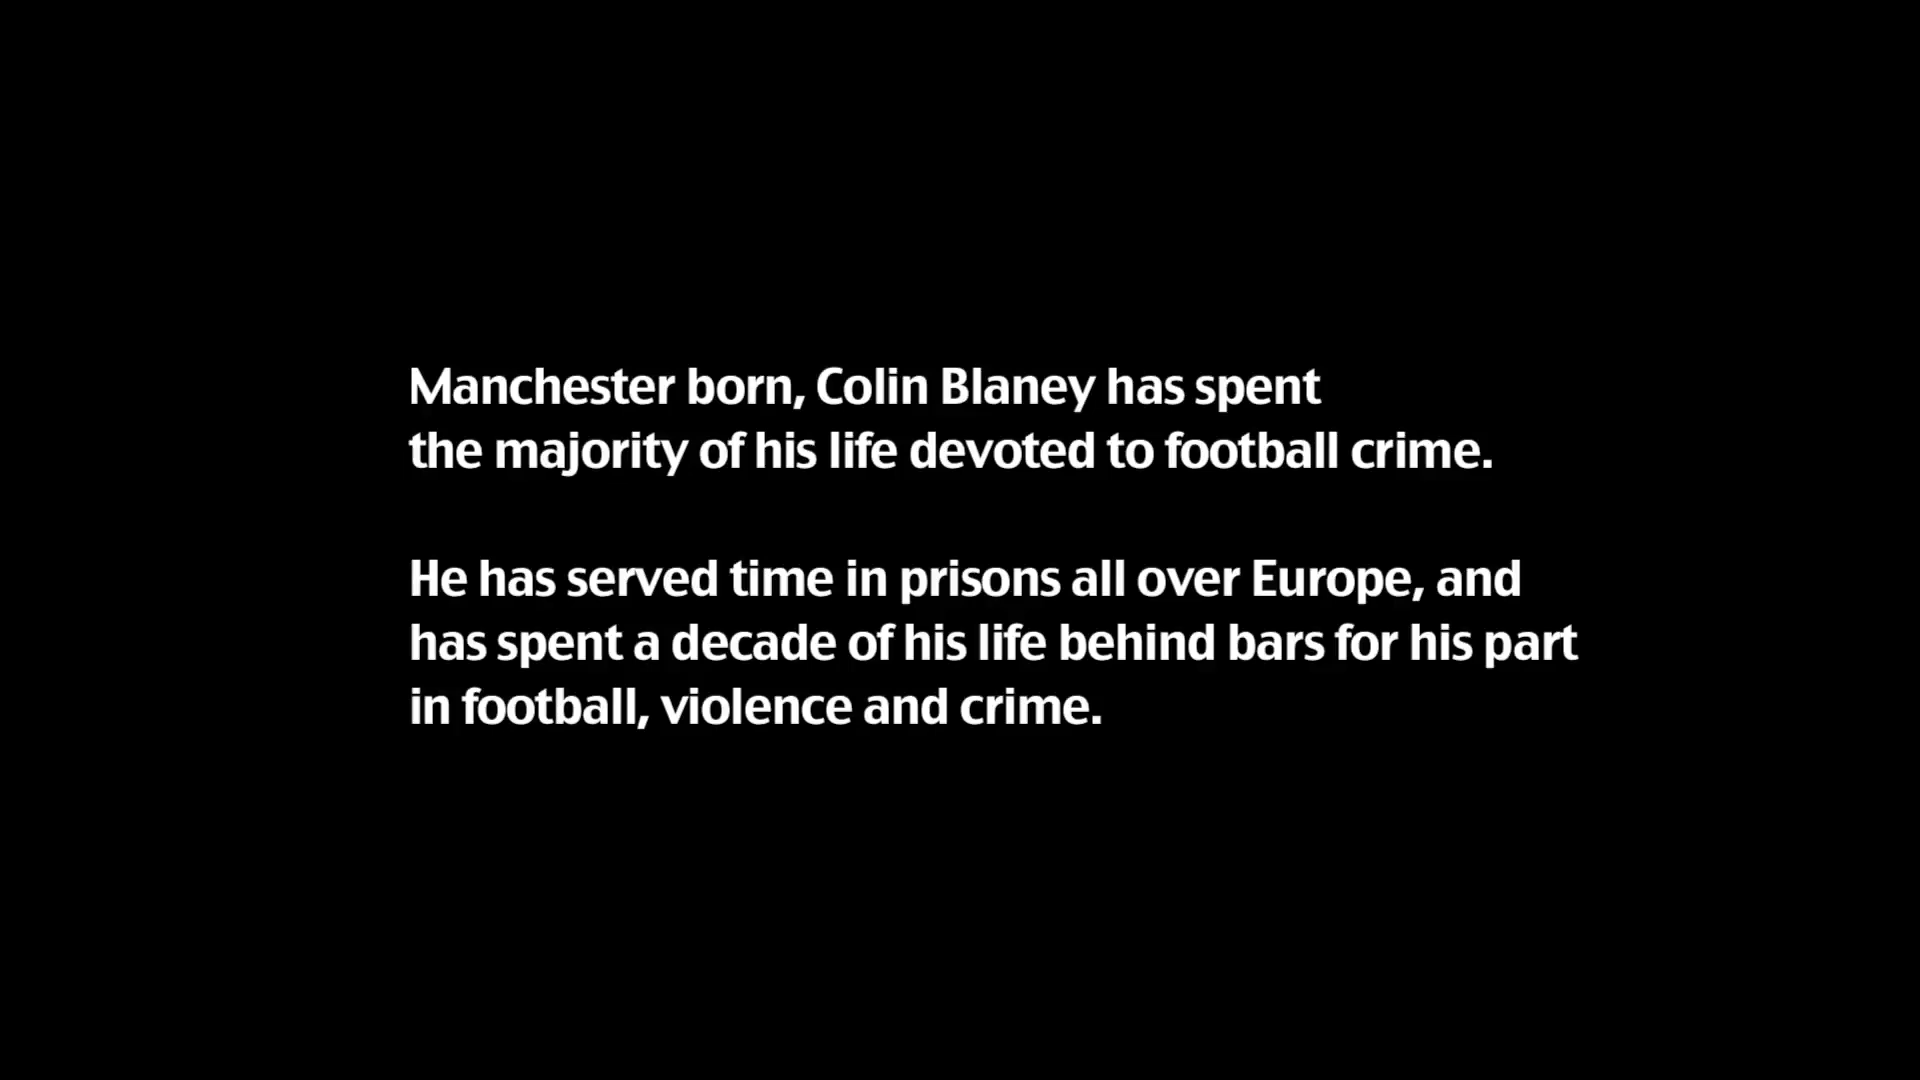 Manchester born, Colin Blaney has spent
the majority of his life devoted to football crime.
He has served time in prisons all over Europe, and
has spent a decade of his life behind bars for his part
in football, violence and crime.